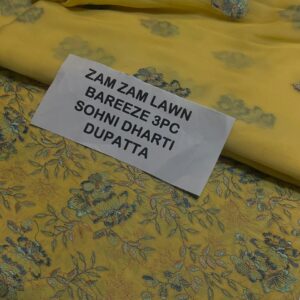 ZAM ZAM LAWN
BAREEZE 3PC
SOHNI DHARTI
DUPATTA